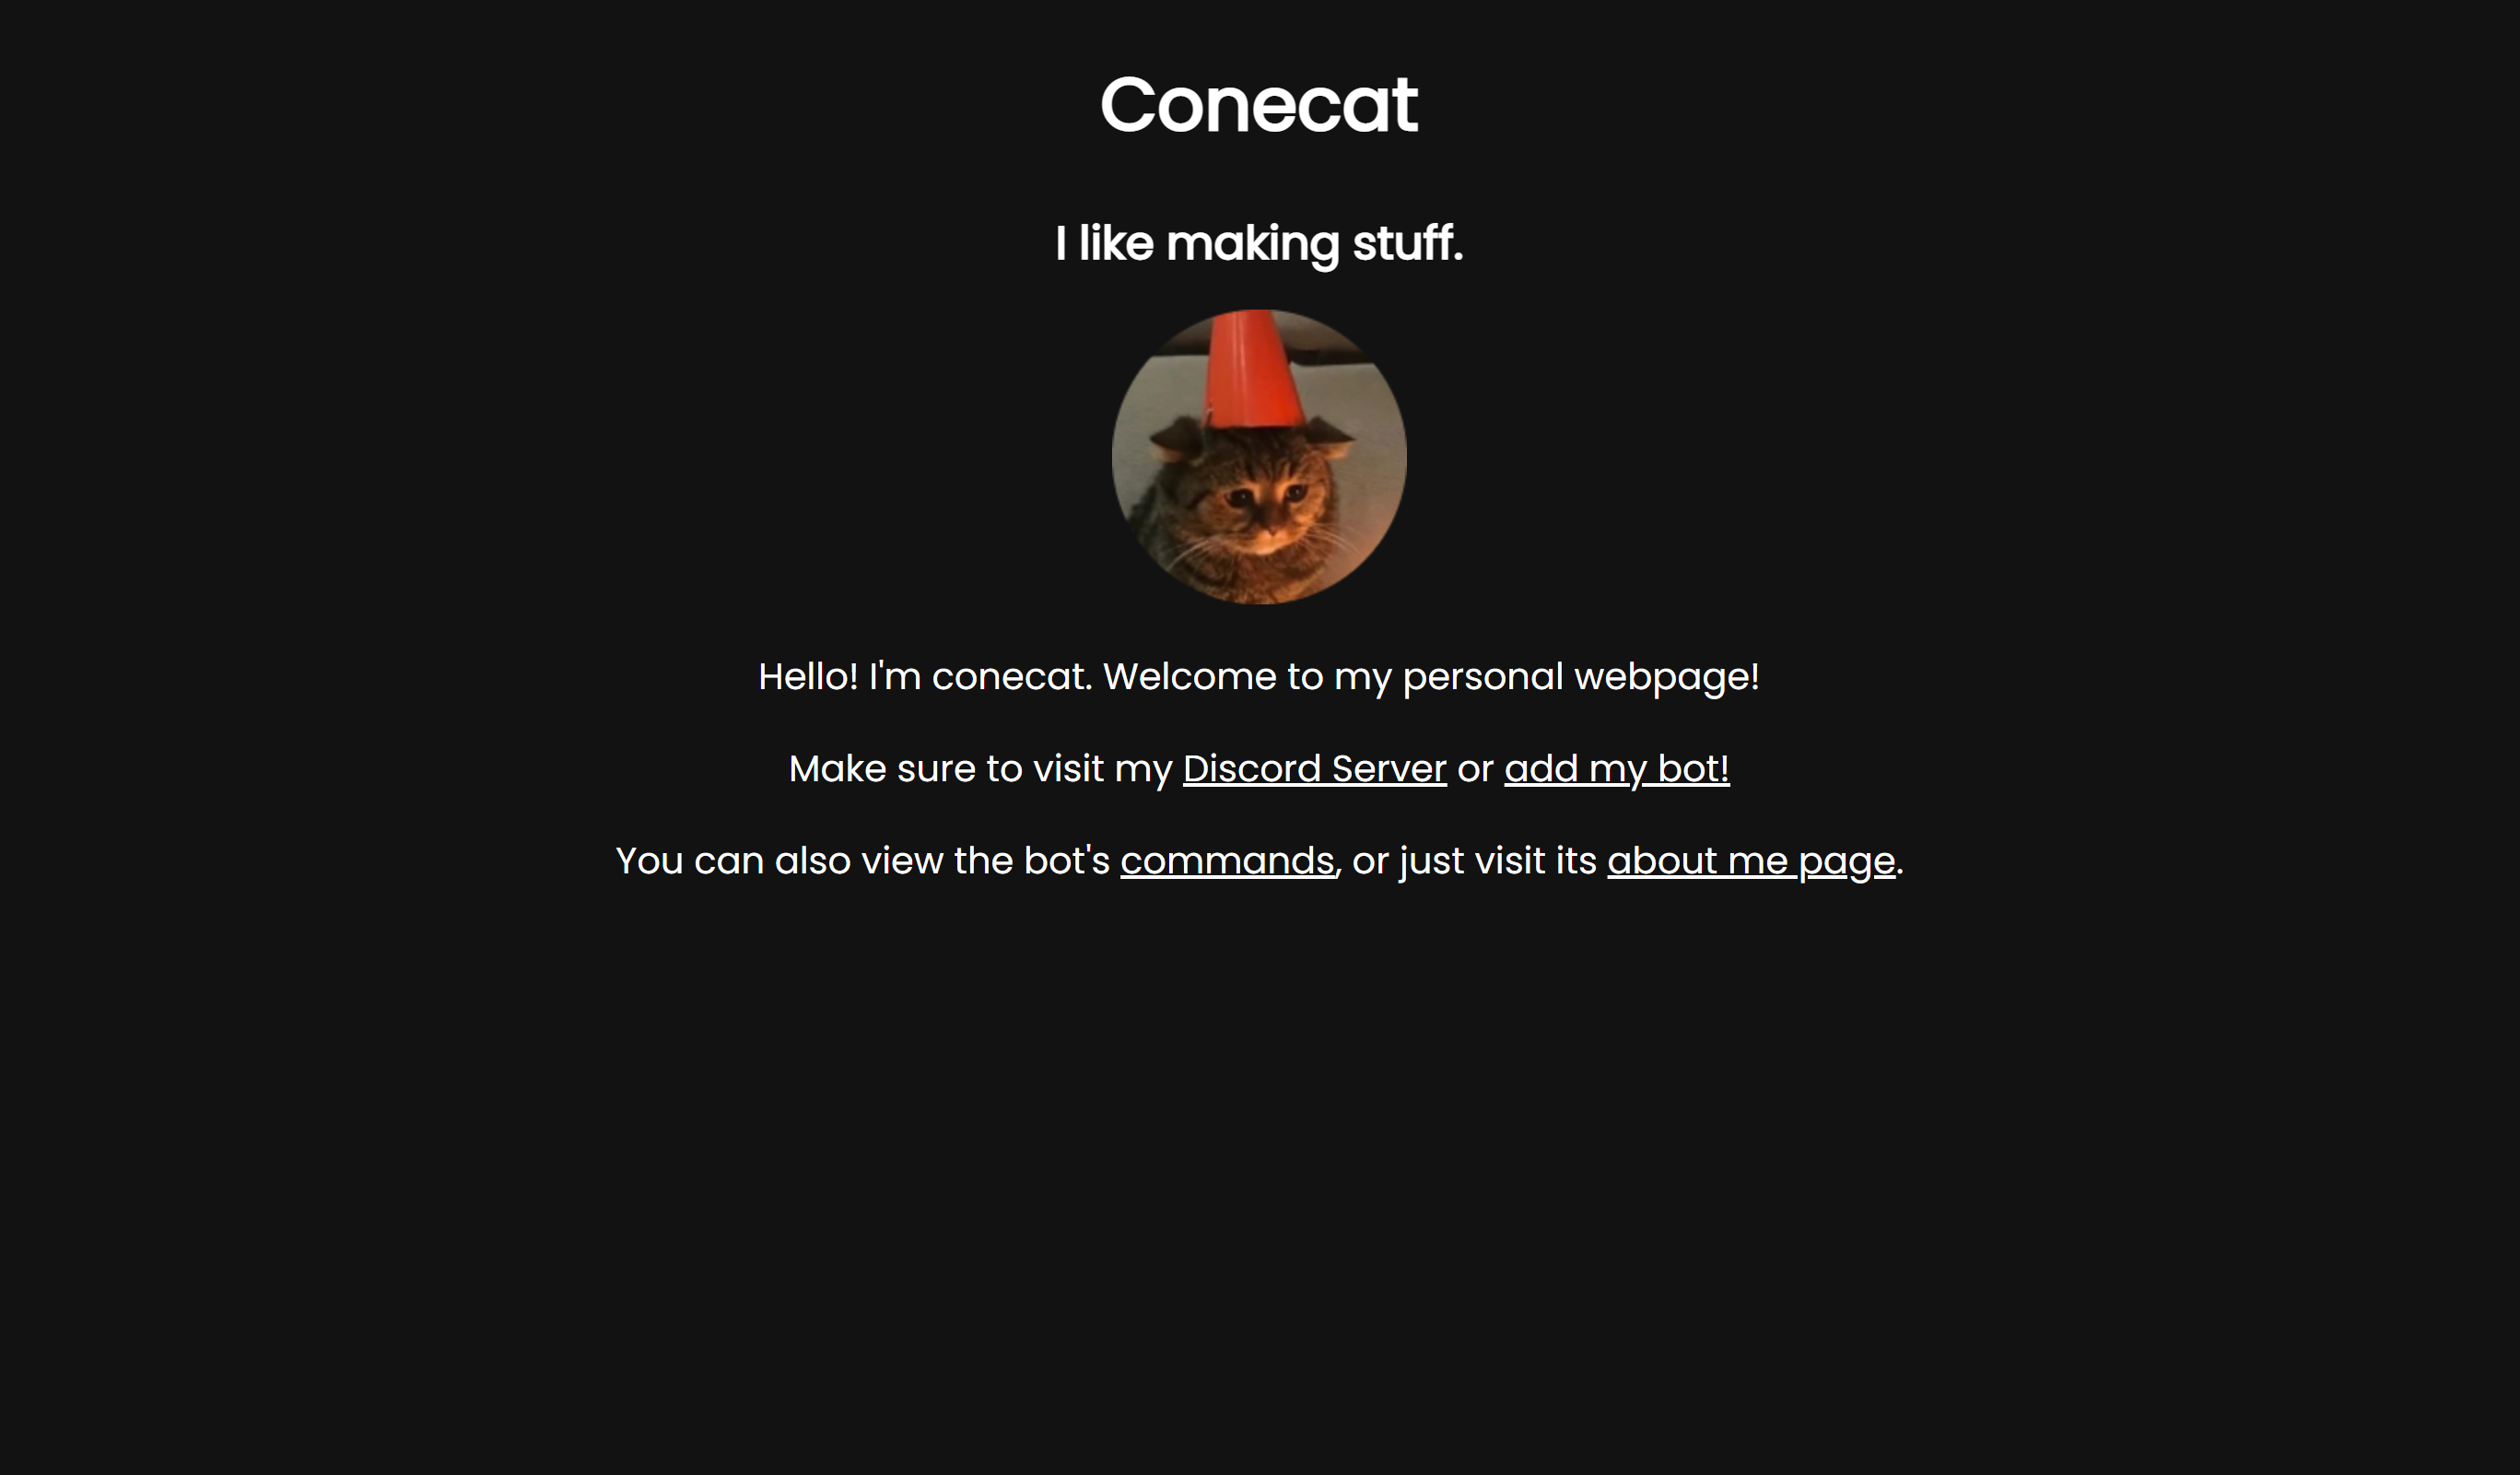 Conecat
I like making stuff.
Hello! I'm conecat. Welcome to my personal webpage!
Make sure to visit my Discord Server or add my bot!
You can also view the bot's commands, or just visit its about me page.